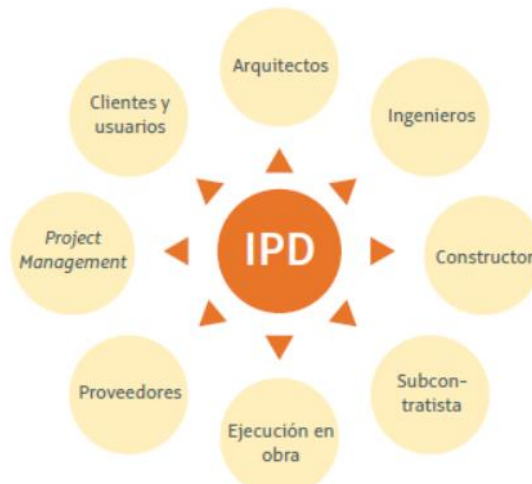 Arquitectos
Clientes y
usuarios
Ingenieros
Project
Management
IPD
Constructor
Proveedores
Subcon-
tratista
Ejecución en
obra